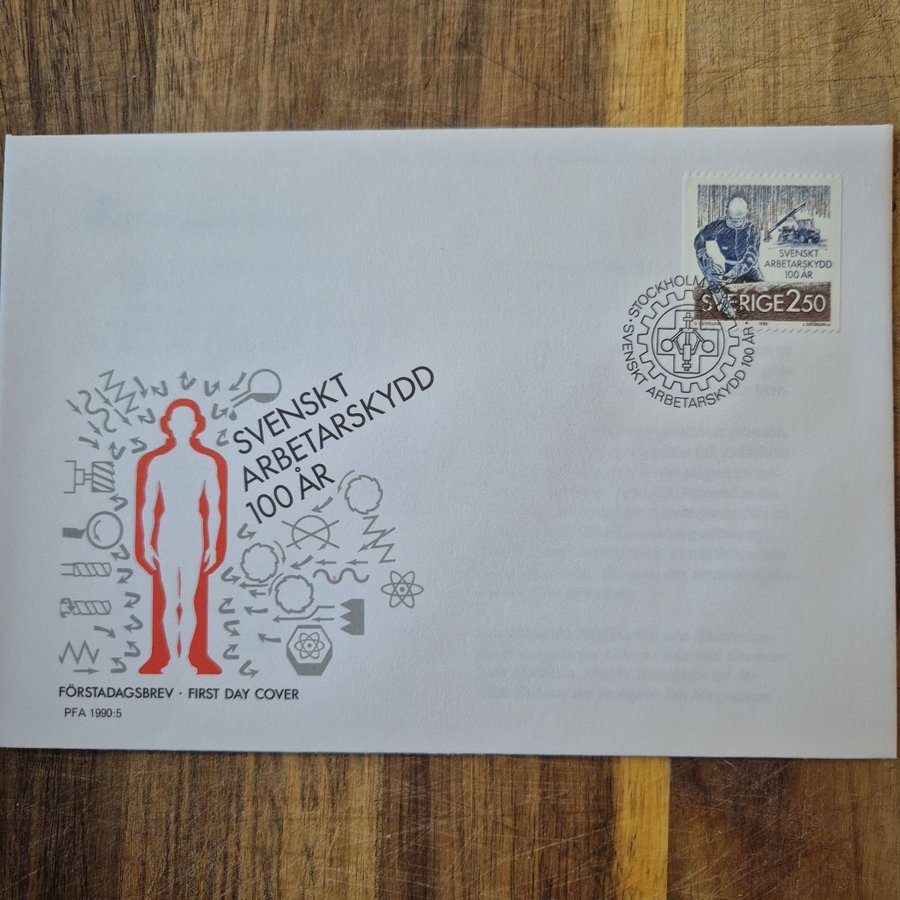 SVENSKT
ARBETARSKYDD
100 ÅR
SVERIGE 2.50
1990
STOCKHOLM
SVENSKT ARBETARSKYDD 100 ÅR
SVENSKT
ARBETARSKYDD
100 ÅR
FÖRSTADAGSBREV · FIRST DAY COVER
PFA 1990:5